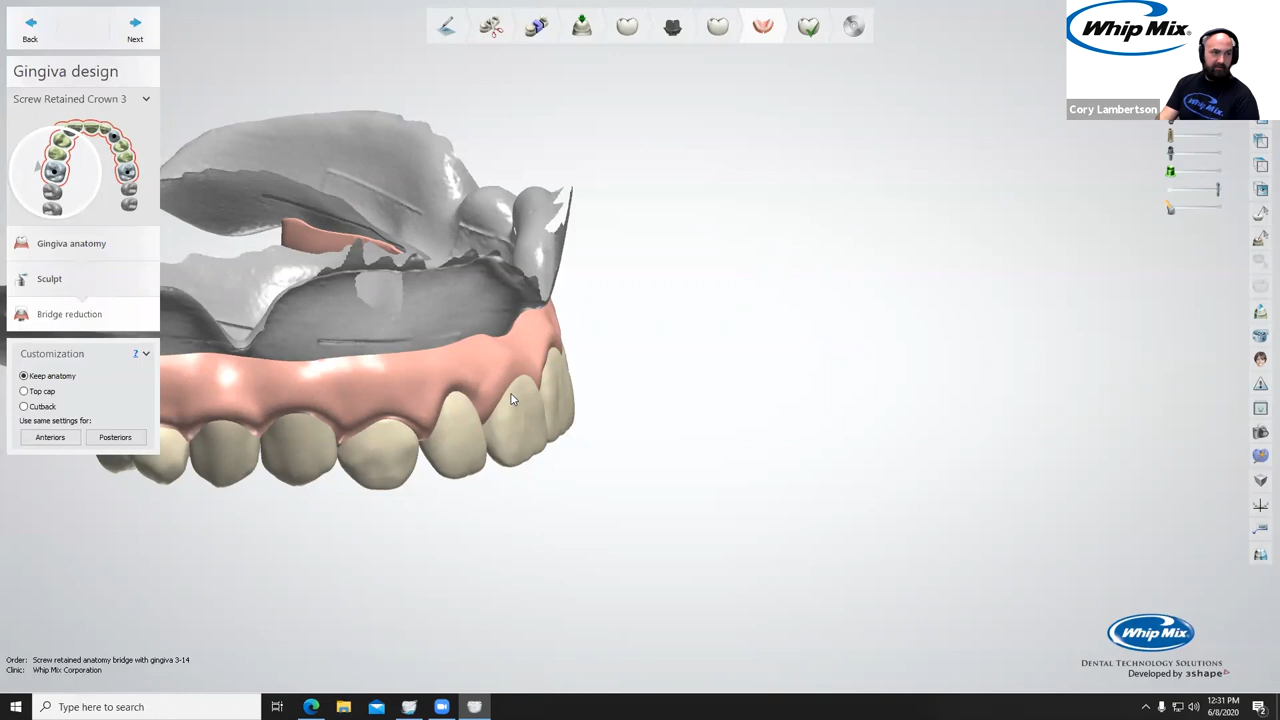 Back
Next
Gingiva design
Screw Retained Crown 3
Gingiva anatomy
Sculpt
Bridge reduction
Customization
?
Keep anatomy
Top cap
Cutback
Use same settings for:
Anteriors
Posteriors
Whip Mix®
Cory Lambertson
Whip Mix
Whip Mix®
DENTAL TECHNOLOGY SOLUTIONS
Developed by 3shape
Order: Screw retained anatomy bridge with gingiva 3-14
Clinic: Whip Mix Corporation
Type here to search
12:31 PM
6/8/2020
2